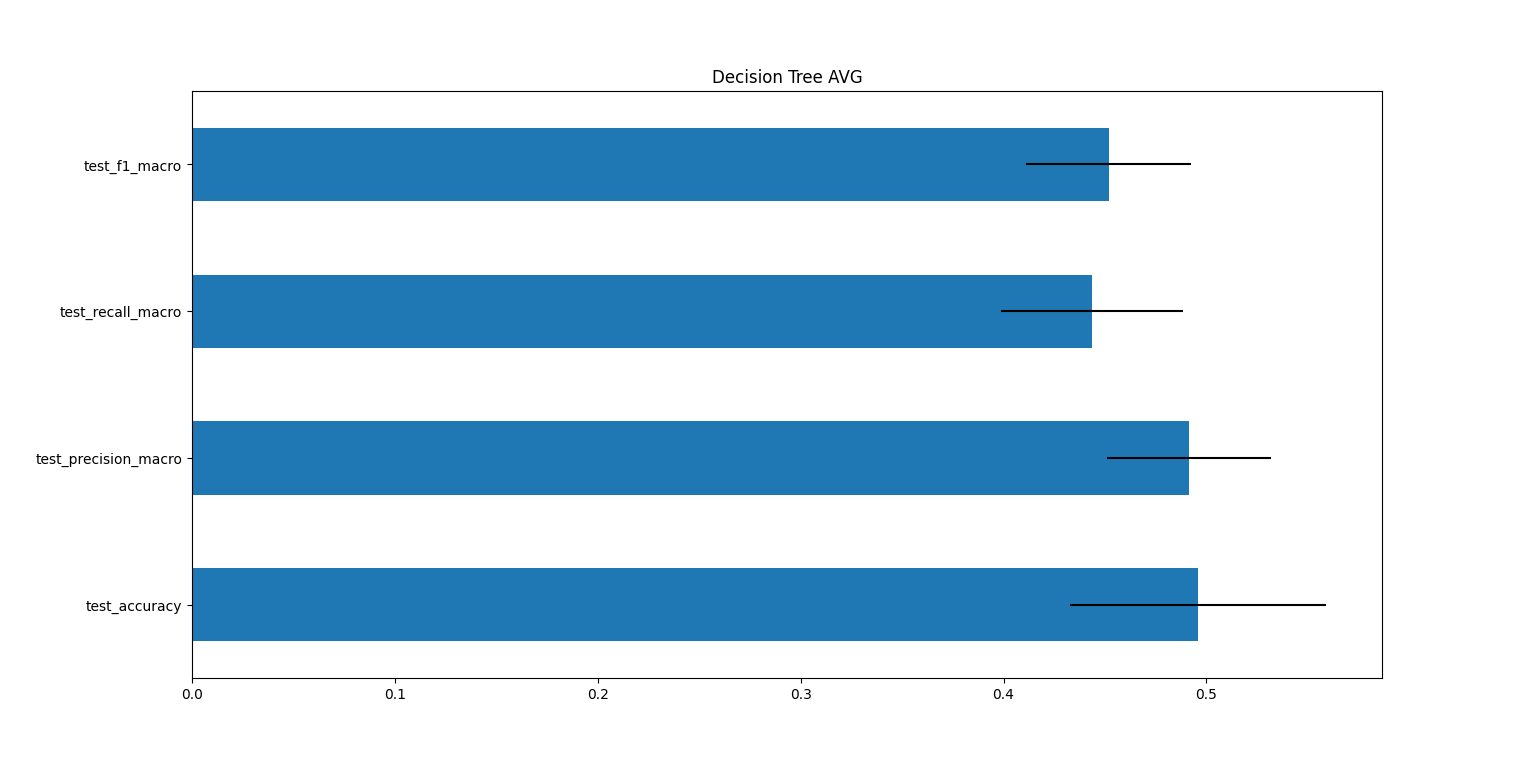 Decision Tree AVG
test_f1_macro
test_recall_macro
test_precision_macro
test_accuracy
0.0 0.1 0.2 0.3 0.4 0.5